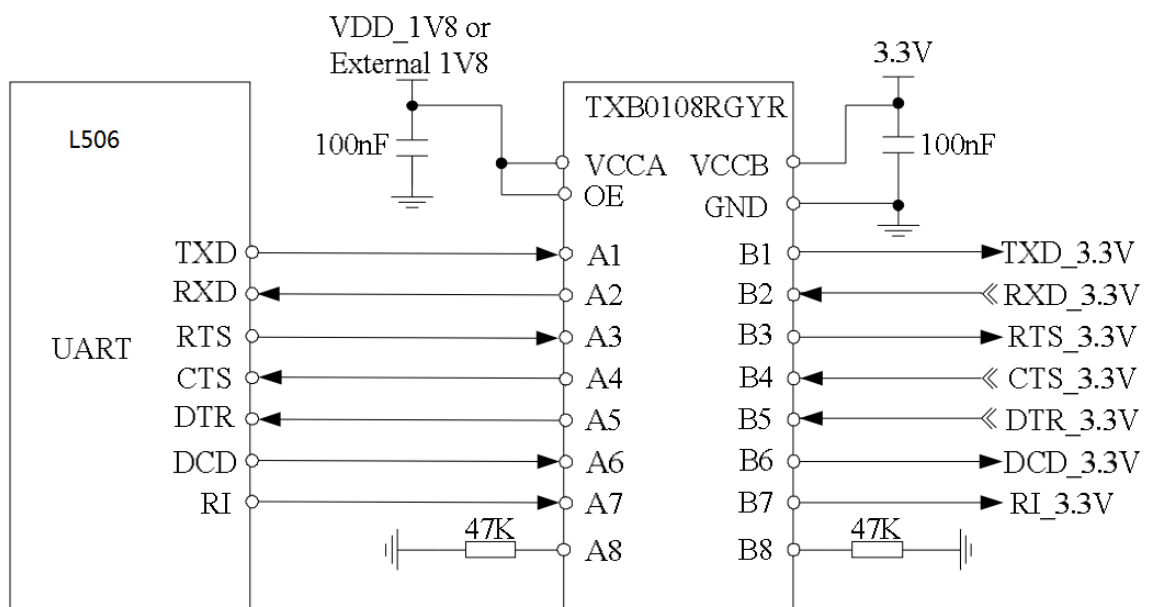 VDD_1V8 or
External 1V8
3.3V
L506
TXB0108RGYR
100nF
100nF
VCCA VCCB
OE
GND
TXD A1 B1 TXD_3.3V
RXD A2 B2 RXD_3.3V
RTS A3 B3 RTS_3.3V
UART
CTS A4 B4 CTS_3.3V
DTR A5 B5 DTR_3.3V
DCD A6 B6 DCD_3.3V
RI A7 B7 RI_3.3V
47K A8 B8 47K